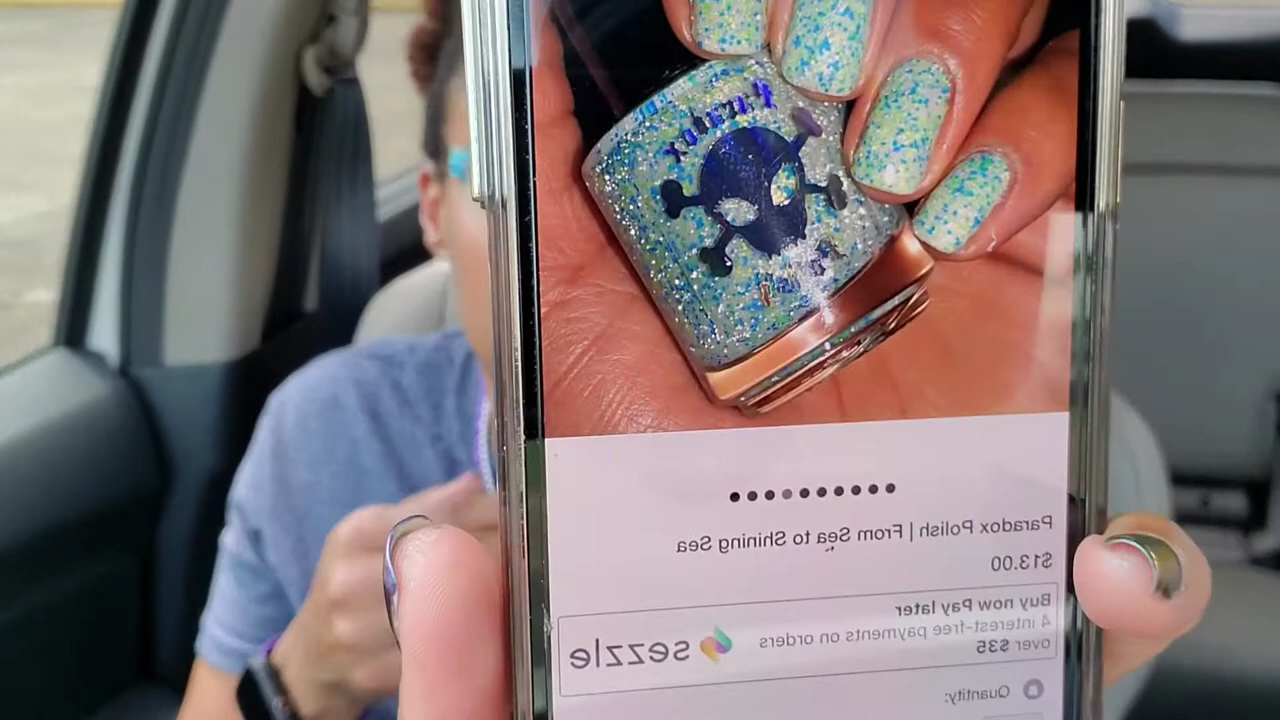 Paradox
Paradox Polish | From Sea to Shining Sea
$13.00
Buy now Pay later
4 interest-free payments on orders
over $35
sezzle
Quantity: